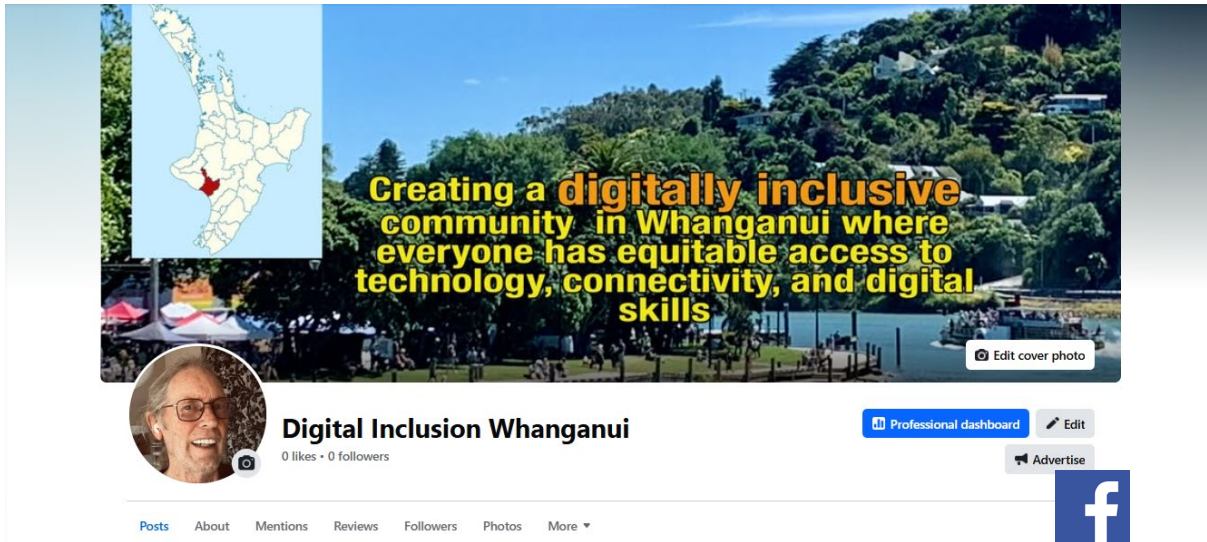 Creating a digitally inclusive
community in Whanganui where
everyone has equitable access to
technology, connectivity, and digital
skills
Edit cover photo
Digital Inclusion Whanganui
0 likes • 0 followers
Professional dashboard
Edit
Advertise
Posts About Mentions Reviews Followers Photos More
f